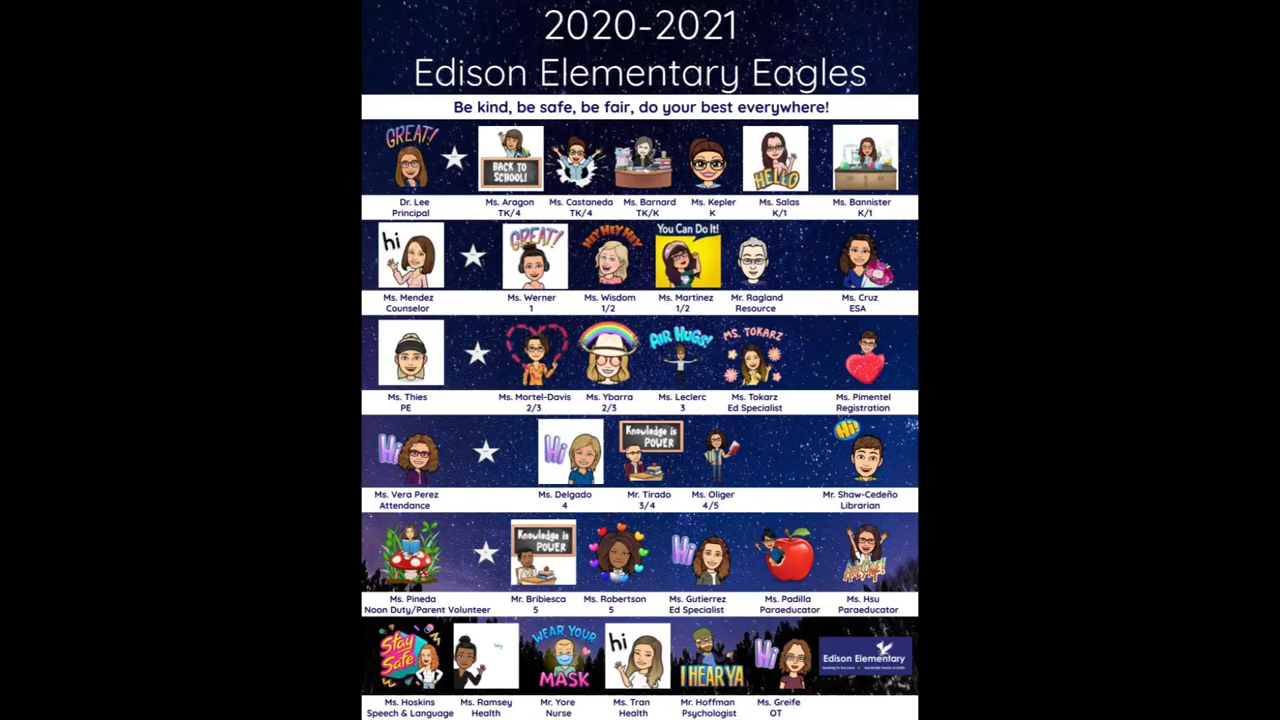 2020-2021
Edison Elementary Eagles
Be kind, be safe, be fair, do your best everywhere!
GREAT!
BACK TO
SCHOOL!
HELLO
Dr. Lee Ms. Aragon Ms. Castaneda Ms. Barnard Ms. Kepler Ms. Salas Ms. Bannister
Principal TK/4 TK/4 TK/K K K/1 K/1
hi
GREAT!
HEY HEY HEY
You Can Do It!
Ms. Mendez Ms. Werner Ms. Wisdom Ms. Martinez Mr. Ragland Ms. Cruz
Counselor 1 1/2 1/2 Resource ESA
AIR HUGS!
MS. TOKARZ
Ms. Thies Ms. Mortel-Davis Ms. Ybarra Ms. Leclerc Ms. Tokarz Ms. Pimentel
PE 2/3 2/3 3 Ed Specialist Registration
Hi
Hi
Knowledge is
POWER
Hi!
Ms. Vera Perez Ms. Delgado Mr. Tirado Ms. Oliger Mr. Shaw-Cedeño
Attendance 4 3/4 4/5 Librarian
Knowledge is
POWER
Hi
Ms. Pineda Mr. Bribiesca Ms. Robertson Ms. Gutierrez Ms. Padilla Ms. Hsu
Noon Duty/Parent Volunteer 5 5 Ed Specialist Paraeducator Paraeducator
Stay
Safe
WEAR YOUR
MASK
hi
I HEAR YA
Hi
Edison Elementary
Ms. Hoskins Ms. Ramsey Mr. Yore Ms. Tran Mr. Hoffman Ms. Greife
Speech & Language Health Nurse Health Psychologist OT